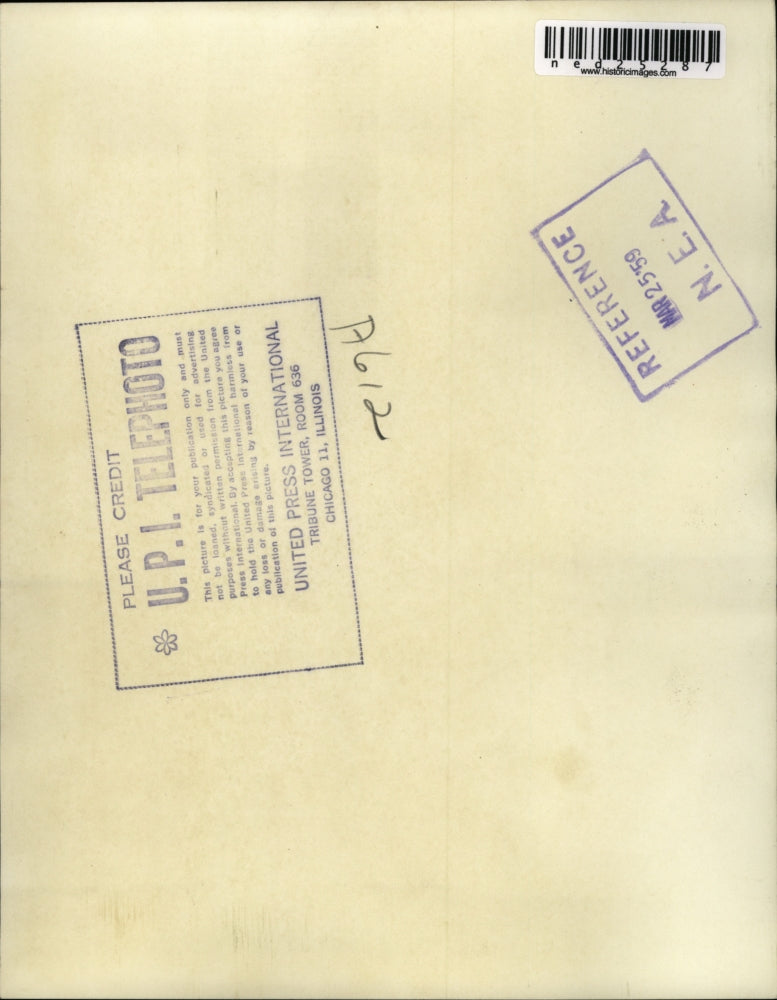 ned25287
www.historicimages.com
REFERENCE
MAR 25 '59
N.E.A.
PLEASE CREDIT
U.P.I. TELEPHOTO
This picture is for your publication only and must
not be loaned, syndicated or used for advertising
purposes without written permission from the United
Press International. By accepting this picture you agree
to hold the United Press International harmless from
any loss or damage arising by reason of your use or
publication of this picture.
UNITED PRESS INTERNATIONAL
TRIBUNE TOWER, ROOM 636
CHICAGO 11, ILLINOIS
A612